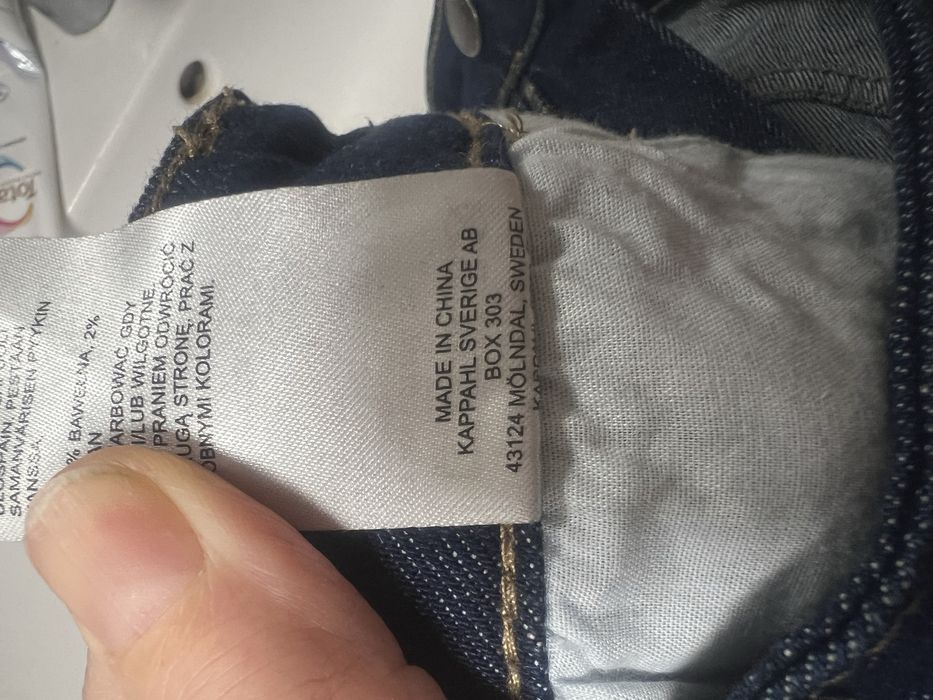 SAMANVÄRISEN PYYKIN
% BAWEŁNA, 2%
ARBOWAĆ, GDY
I/LUB WILGOTNE,
PRANIEM ODWRÓCIĆ
UGĄ STRONĘ, PRAĆ Z
OBNYMI KOLORAMI.
MADE IN CHINA
KAPPAHL SVERIGE AB
BOX 303
43124 MÖLNDAL, SWEDEN
Tota